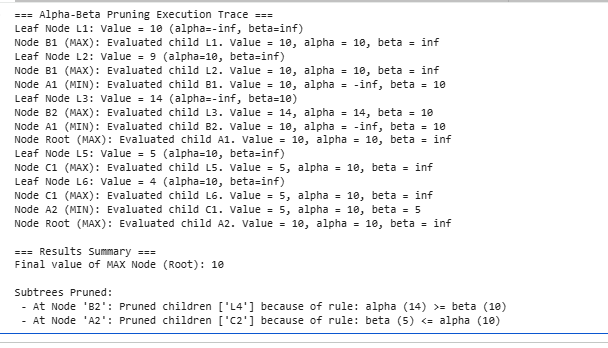 === Alpha-Beta Pruning Execution Trace ===
Leaf Node L1: Value = 10 (alpha=-inf, beta=inf)
Node B1 (MAX): Evaluated child L1. Value = 10, alpha = 10, beta = inf
Leaf Node L2: Value = 9 (alpha=10, beta=inf)
Node B1 (MAX): Evaluated child L2. Value = 10, alpha = 10, beta = inf
Node A1 (MIN): Evaluated child B1. Value = 10, alpha = -inf, beta = 10
Leaf Node L3: Value = 14 (alpha=-inf, beta=10)
Node B2 (MAX): Evaluated child L3. Value = 14, alpha = 14, beta = 10
Node A1 (MIN): Evaluated child B2. Value = 10, alpha = -inf, beta = 10
Node Root (MAX): Evaluated child A1. Value = 10, alpha = 10, beta = inf
Leaf Node L5: Value = 5 (alpha=10, beta=inf)
Node C1 (MAX): Evaluated child L5. Value = 5, alpha = 10, beta = inf
Leaf Node L6: Value = 4 (alpha=10, beta=inf)
Node C1 (MAX): Evaluated child L6. Value = 5, alpha = 10, beta = inf
Node A2 (MIN): Evaluated child C1. Value = 5, alpha = 10, beta = 5
Node Root (MAX): Evaluated child A2. Value = 10, alpha = 10, beta = inf
=== Results Summary ===
Final value of MAX Node (Root): 10
Subtrees Pruned:
- At Node 'B2': Pruned children ['L4'] because of rule: alpha (14) >= beta (10)
- At Node 'A2': Pruned children ['C2'] because of rule: beta (5) <= alpha (10)